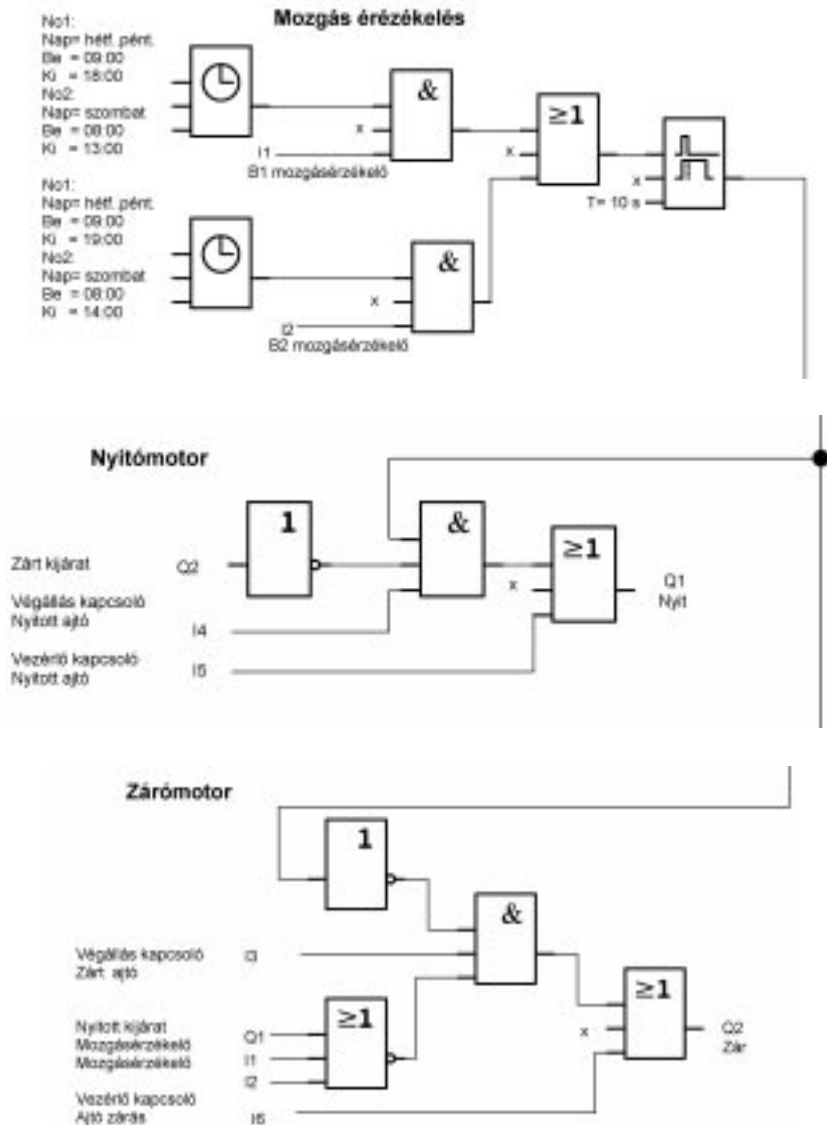 Mozgás érézékelés
No1:
Nap= hétf. pént.
Be = 09:00
Ki = 18:00
No2:
Nap= szombat
Be = 08:00
Ki = 13:00
&
x
I1
B1 mozgásérzékelő
≥1
x
x
T= 10 s
No1:
Nap= hétf. pént.
Be = 09:00
Ki = 19:00
No2:
Nap= szombat
Be = 08:00
Ki = 14:00
&
x
I2
B2 mozgásérzékelő
Nyitómotor
1
&
≥1
Zárt kijárat Q2
x
Q1
Nyit
Végállás kapcsoló
Nyitott ajtó I4
Vezérlő kapcsoló
Nyitott ajtó I5
Zárómotor
1
&
Végállás kapcsoló I3
Zárt ajtó
≥1
≥1
Nyitott kijárat Q1
Mozgásérzékelő I1
Mozgásérzékelő I2
x
Q2
Zár
Vezérlő kapcsoló
Ajtó zárás I6